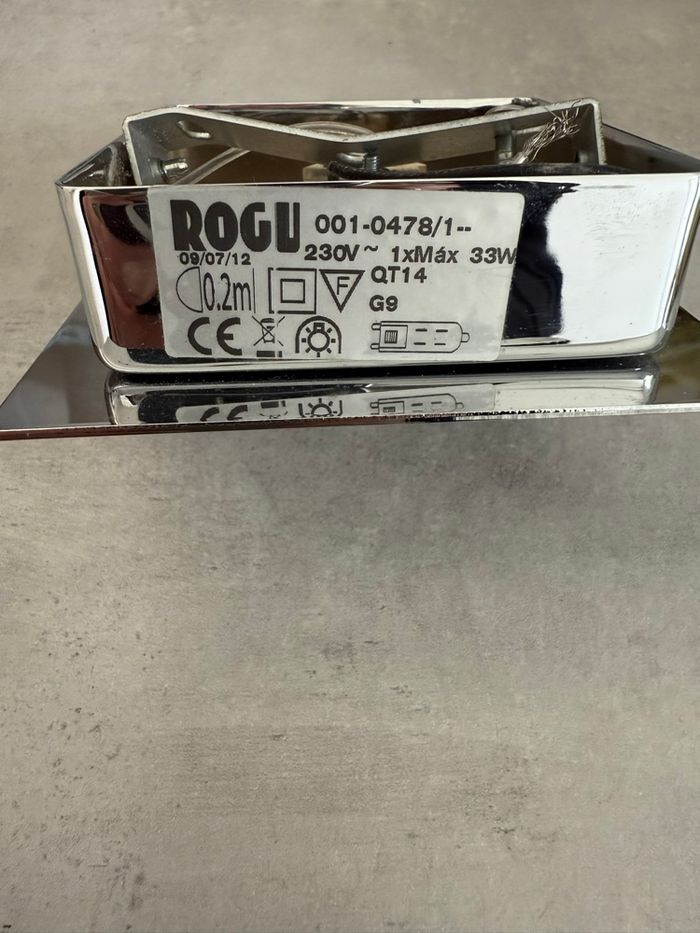 ROGU 001-0478/1--
09/07/12 230V~ 1xMáx 33W
0.2m F QT14
G9
CE